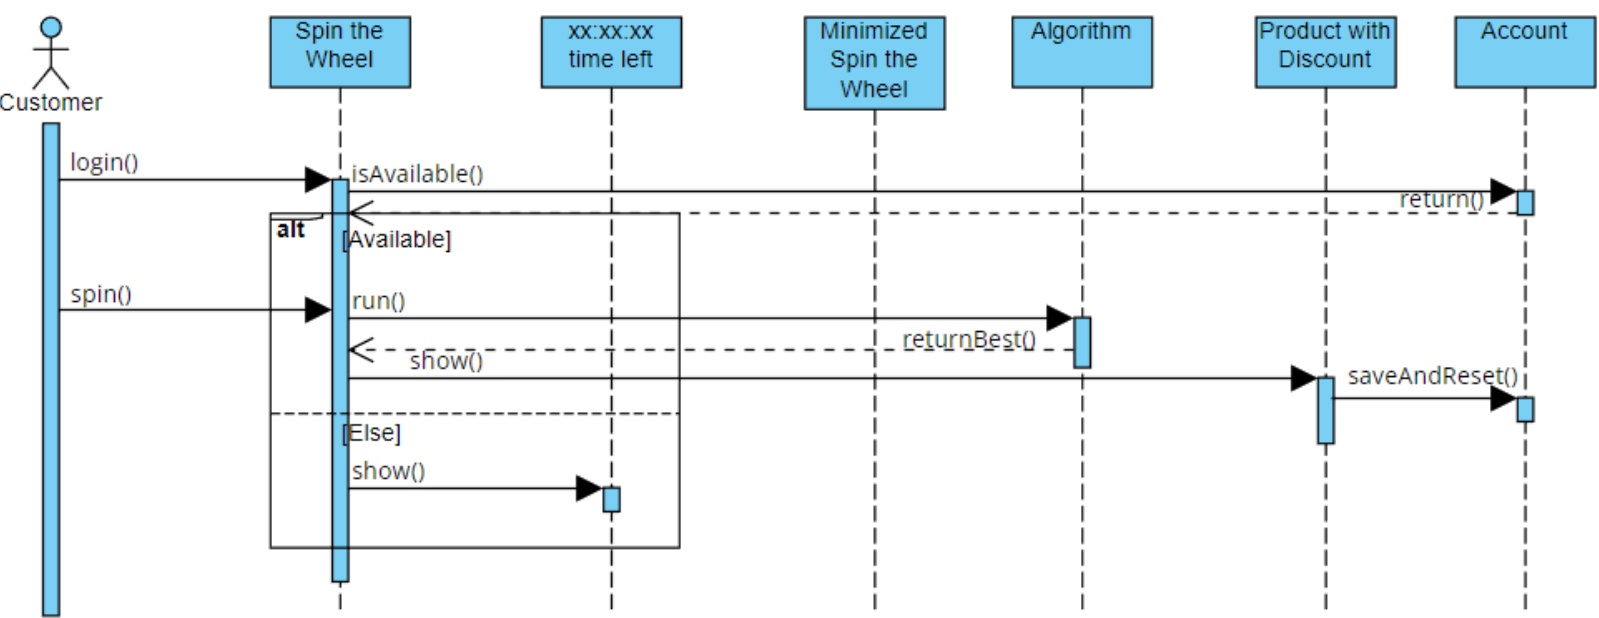 Spin the
Wheel
xx:xx:xx
time left
Minimized
Spin the
Wheel
Algorithm
Product with
Discount
Account
Customer
login()
isAvailable()
return()
alt
[Available]
spin()
run()
returnBest()
show()
saveAndReset()
[Else]
show()